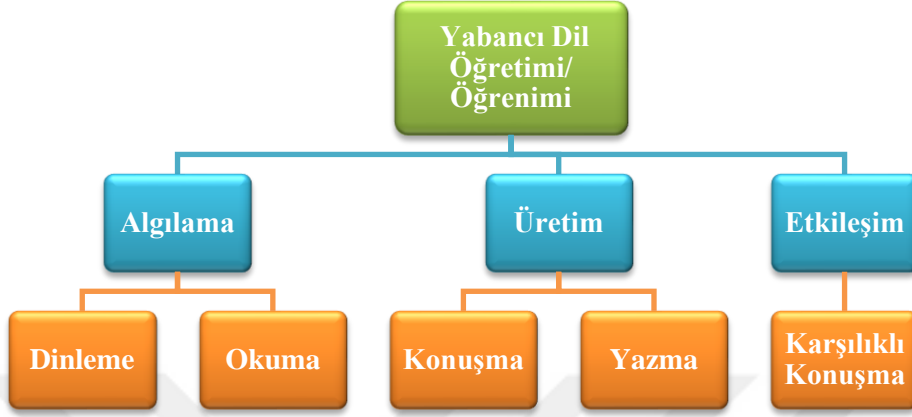 Yabancı Dil
Öğretimi/
Öğrenimi
Algılama
Üretim
Etkileşim
Dinleme
Okuma
Konuşma
Yazma
Karşılıklı
Konuşma